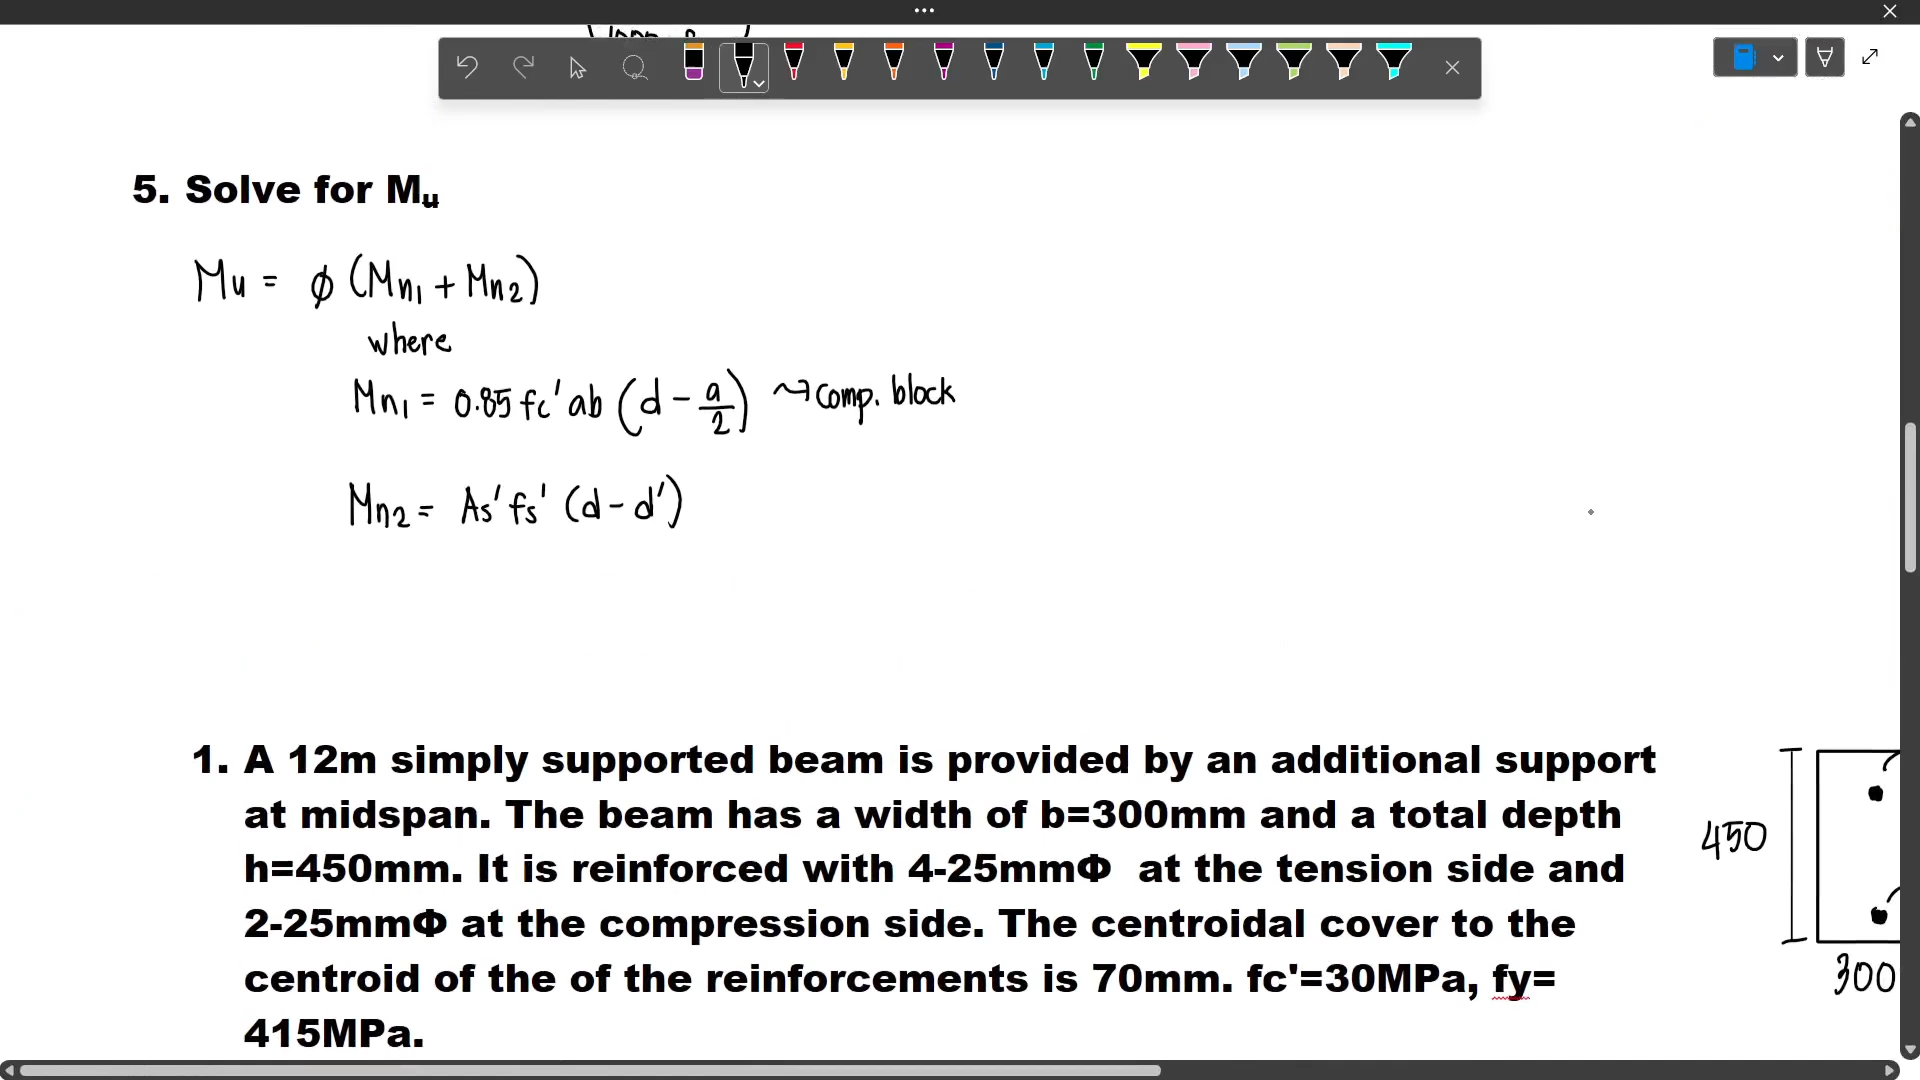 5. Solve for Mu
Mu = ϕ (Mn1 + Mn2)
where
Mn1 = 0.85 fc' ab (d - a/2) ⤳ comp. block
Mn2 = As' fs' (d - d')
1. A 12m simply supported beam is provided by an additional support
at midspan. The beam has a width of b=300mm and a total depth
h=450mm. It is reinforced with 4-25mmΦ at the tension side and
2-25mmΦ at the compression side. The centroidal cover to the
centroid of the of the reinforcements is 70mm. fc'=30MPa, fy=
415MPa.
450
300